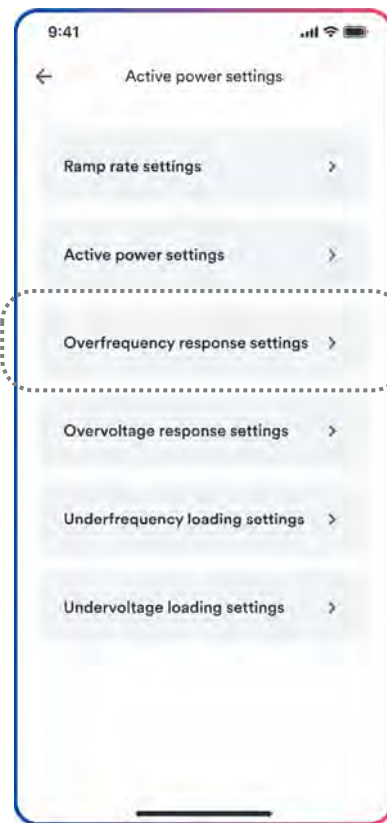 9:41
Active power settings
Ramp rate settings
Active power settings
Overfrequency response settings
Overvoltage response settings
Underfrequency loading settings
Undervoltage loading settings